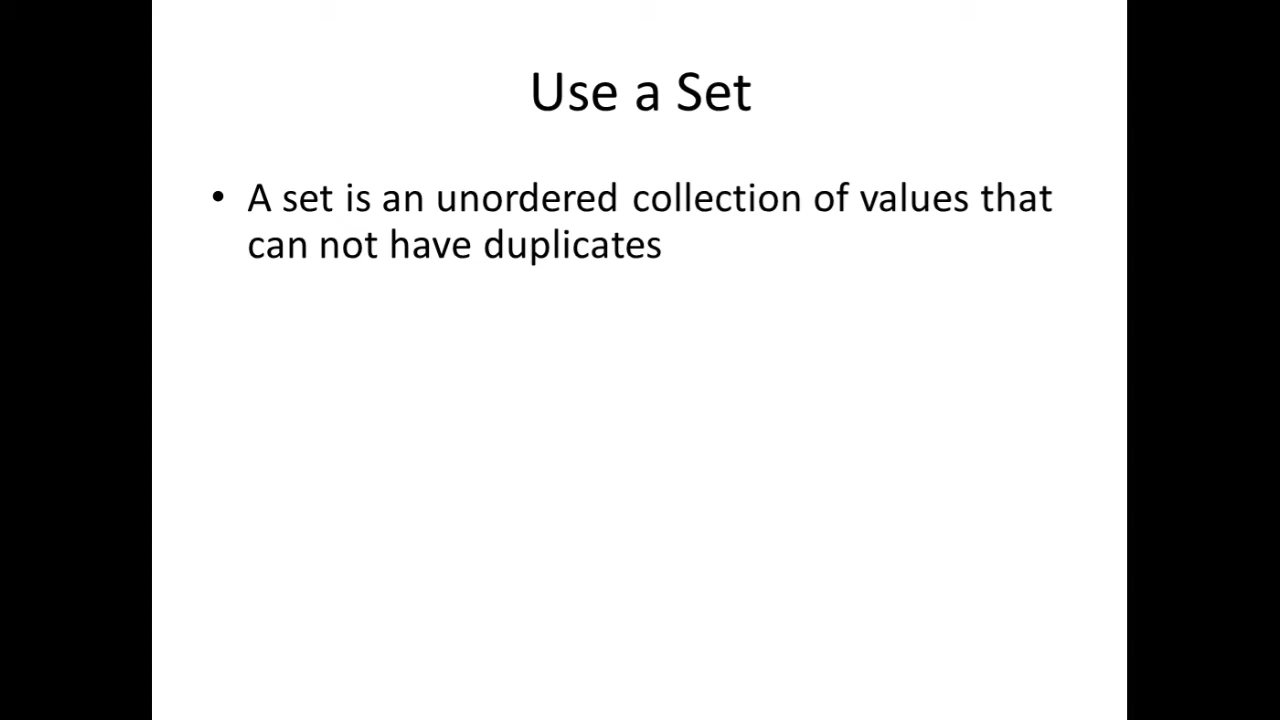 Use a Set
• A set is an unordered collection of values that
can not have duplicates